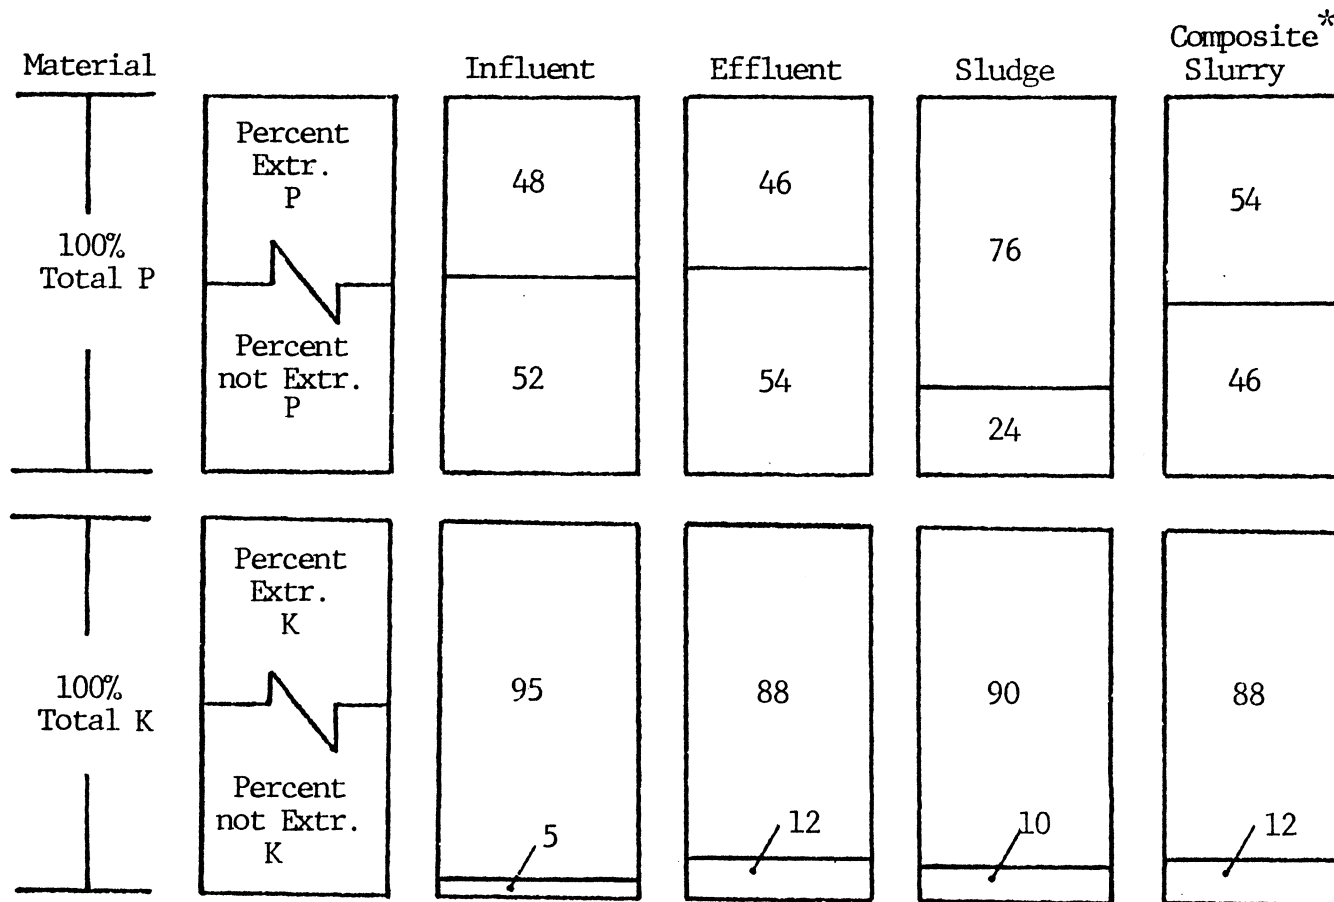 Material
Influent
Effluent
Sludge
Composite*
Slurry
100%
Total P
Percent
Extr.
P
Percent
not Extr.
P
48
52
46
54
76
24
54
46
100%
Total K
Percent
Extr.
K
Percent
not Extr.
K
95
5
88
12
90
10
88
12